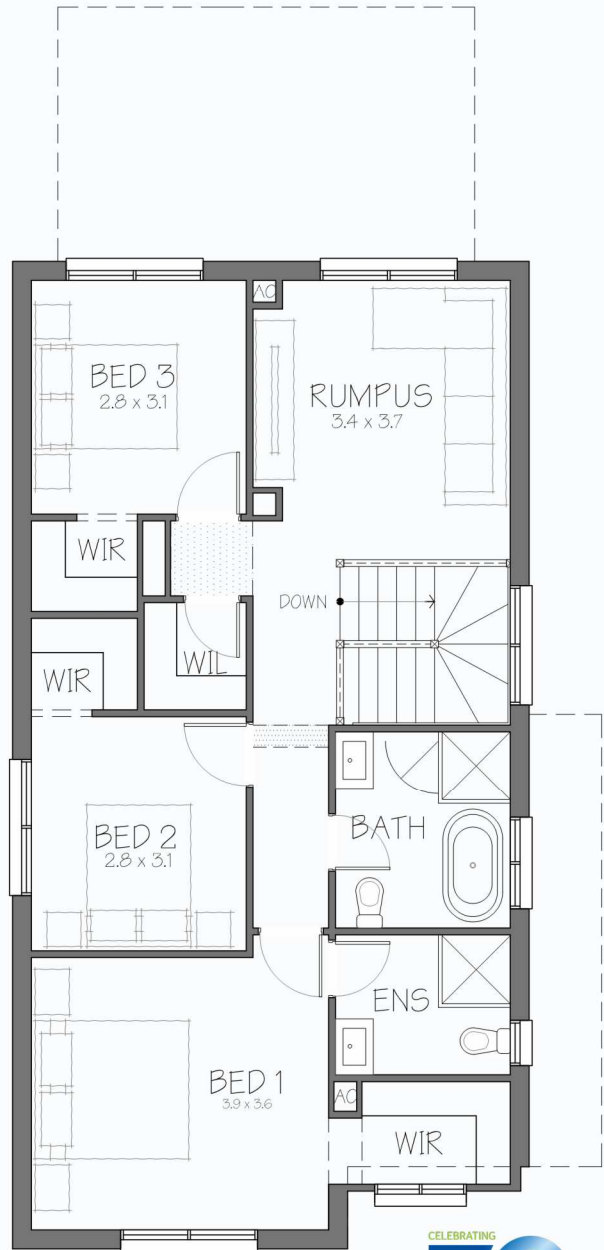 AC
BED 3
2.8 x 3.1
RUMPUS
3.4 x 3.7
WIR
DOWN
WIL
WIR
BATH
BED 2
2.8 x 3.1
ENS
BED 1
3.9 x 3.6
AC
WIR
CELEBRATING